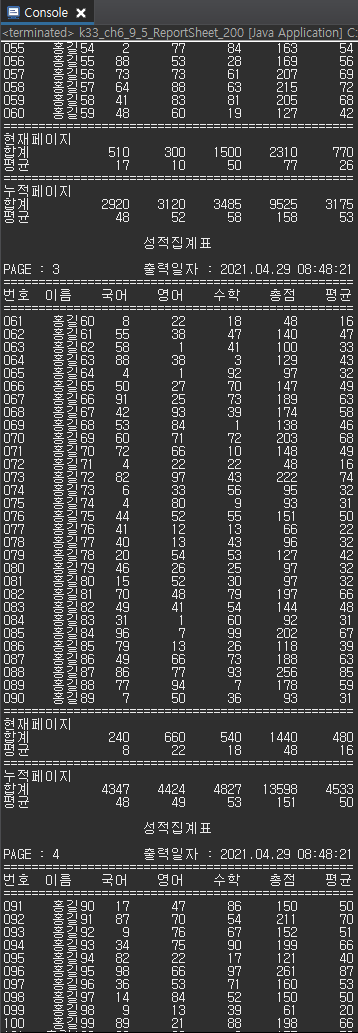 Console
<terminated> k33_ch6_9_5_ReportSheet_200 [Java Application] C:
055 홍길54 2 77 84 163 54
056 홍길55 88 53 28 169 56
057 홍길56 73 73 61 207 69
058 홍길57 64 88 63 215 72
059 홍길58 41 83 81 205 68
060 홍길59 48 60 19 127 42
==================================================
현재페이지
합계 510 300 1500 2310 770
평균 17 10 50 77 26
==================================================
누적페이지
합계 2920 3120 3485 9525 3175
평균 48 52 58 158 53
성적집계표
PAGE : 3 출력일자 : 2021.04.29 08:48:21
==================================================
번호 이름 국어 영어 수학 총점 평균
==================================================
061 홍길60 8 22 18 48 16
062 홍길61 55 38 47 140 47
063 홍길62 58 1 41 100 33
064 홍길63 88 38 3 129 43
065 홍길64 4 1 92 97 32
066 홍길65 50 27 70 147 49
067 홍길66 91 25 73 189 63
068 홍길67 42 93 39 174 58
069 홍길68 53 84 1 138 46
070 홍길69 60 71 72 203 68
071 홍길70 72 66 10 148 49
072 홍길71 4 22 22 48 16
073 홍길72 82 97 43 222 74
074 홍길73 6 33 56 95 32
075 홍길74 4 80 9 93 31
076 홍길75 44 52 55 151 50
077 홍길76 41 12 13 66 22
078 홍길77 40 13 43 96 32
079 홍길78 20 54 53 127 42
080 홍길79 46 26 25 97 32
081 홍길80 15 52 30 97 32
082 홍길81 70 48 79 197 66
083 홍길82 49 41 54 144 48
084 홍길83 31 1 60 92 31
085 홍길84 96 7 99 202 67
086 홍길85 79 13 26 118 39
087 홍길86 49 66 73 188 63
088 홍길87 86 77 93 256 85
089 홍길88 77 94 7 178 59
090 홍길89 7 50 36 93 31
==================================================
현재페이지
합계 240 660 540 1440 480
평균 8 22 18 48 16
==================================================
누적페이지
합계 4347 4424 4827 13598 4533
평균 48 49 53 151 50
성적집계표
PAGE : 4 출력일자 : 2021.04.29 08:48:21
==================================================
번호 이름 국어 영어 수학 총점 평균
==================================================
091 홍길90 17 47 86 150 50
092 홍길91 87 70 54 211 70
093 홍길92 9 76 67 152 51
094 홍길93 34 75 90 199 66
095 홍길94 82 22 17 121 40
096 홍길95 98 66 97 261 87
097 홍길96 36 53 71 160 53
098 홍길97 14 84 52 150 50
099 홍길98 9 13 39 61 20
100 홍길99 89 21 88 198 66